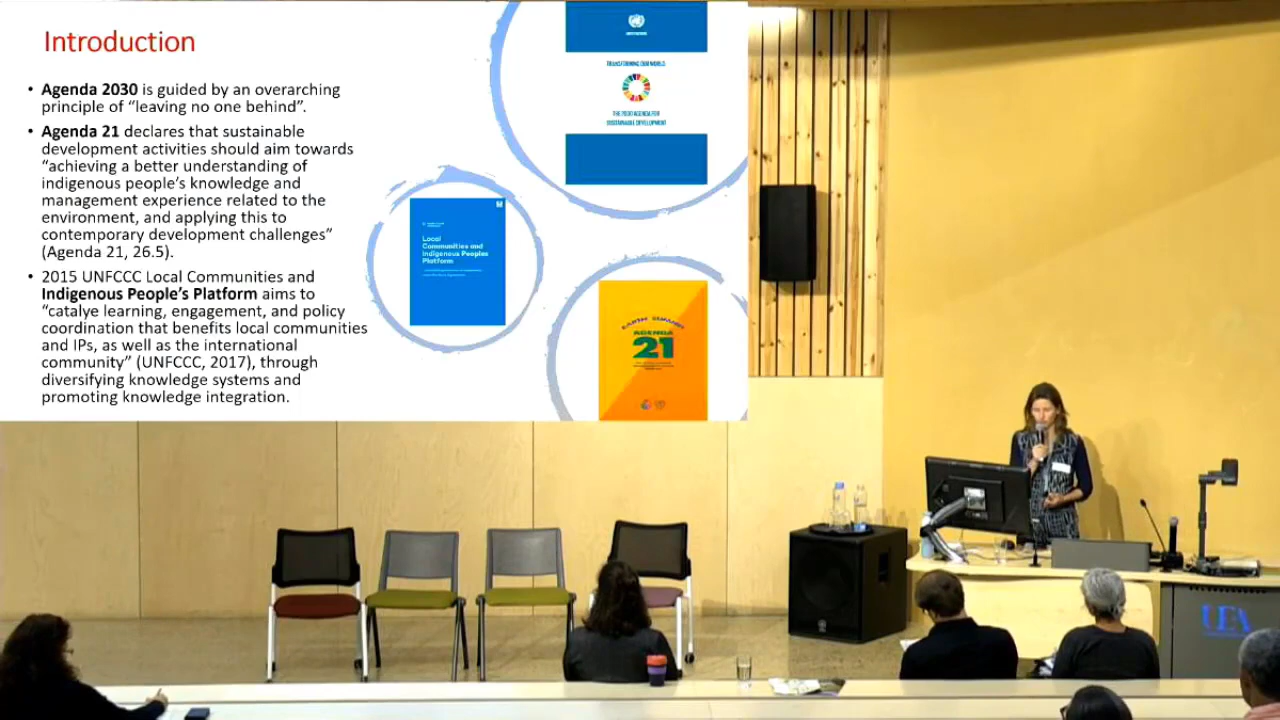 Introduction
• Agenda 2030 is guided by an overarching
principle of “leaving no one behind”.
• Agenda 21 declares that sustainable
development activities should aim towards
“achieving a better understanding of
indigenous people’s knowledge and
management experience related to the
environment, and applying this to
contemporary development challenges”
(Agenda 21, 26.5).
• 2015 UNFCCC Local Communities and
Indigenous People’s Platform aims to
“catalye learning, engagement, and policy
coordination that benefits local communities
and IPs, as well as the international
community” (UNFCCC, 2017), through
diversifying knowledge systems and
promoting knowledge integration.
TRANSFORMING OUR WORLD:
THE 2030 AGENDA FOR
SUSTAINABLE DEVELOPMENT
Local
Communities and
Indigenous Peoples
Platform
EARTH SUMMIT
AGENDA
21
UEA